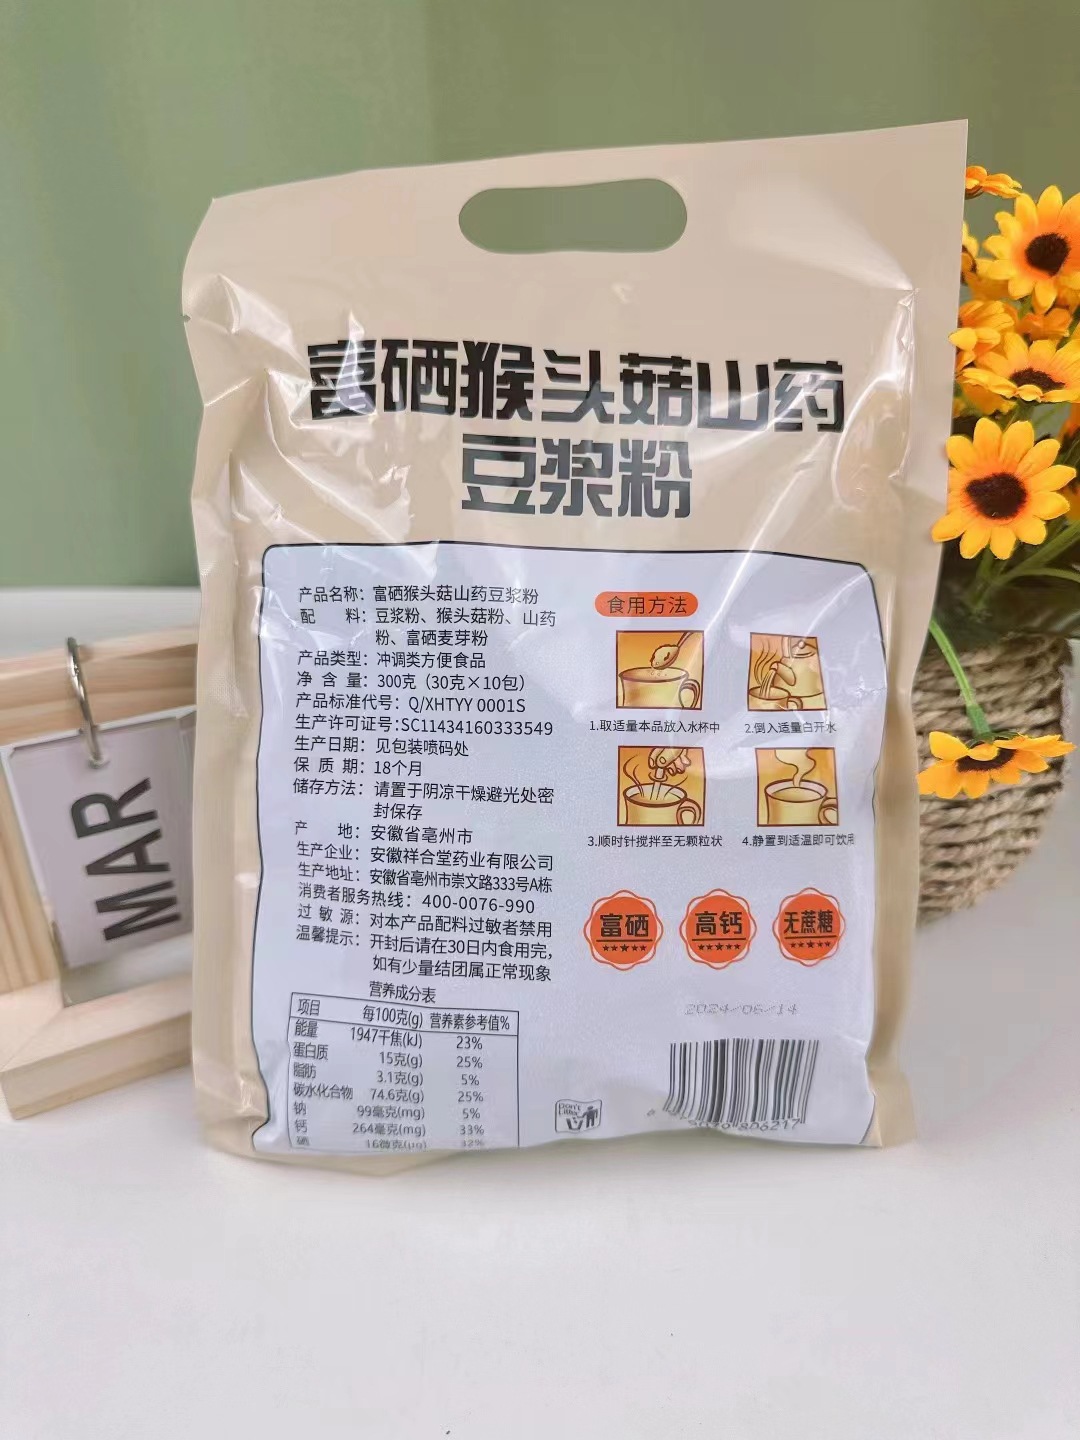 富硒猴头菇山药
豆浆粉
产品名称：富硒猴头菇山药豆浆粉
配 料：豆浆粉、猴头菇粉、山药
粉、富硒麦芽粉
产品类型：冲调类方便食品
净 含 量：300克（30克×10包）
产品标准代号：Q/XHTYY 0001S
生产许可证号:SC11434160333549
生产日期：见包装喷码处
保 质 期：18个月
储存方法：请置于阴凉干燥避光处密
封保存
产 地：安徽省亳州市
生产企业：安徽祥合堂药业有限公司
生产地址：安徽省亳州市崇文路333号A栋
消费者服务热线：400-0076-990
过 敏 源：对本产品配料过敏者禁用
温馨提示：开封后请在30日内食用完，
如有少量结团属正常现象
营养成分表
项目 每100克(g) 营养素参考值%
能量 1947千焦(kJ) 23%
蛋白质 15克(g) 25%
脂肪 3.1克(g) 5%
碳水化合物 74.6克(g) 25%
钠 99毫克(mg) 5%
钙 264毫克(mg) 33%
硒 16微克(μg) 32%
食用方法
1.取适量本品放入水杯中
2.倒入适量白开水
3.顺时针搅拌至无颗粒状
4.静置到适温即可饮用
富硒
高钙
无蔗糖
Don't
Litter
806217
MAR